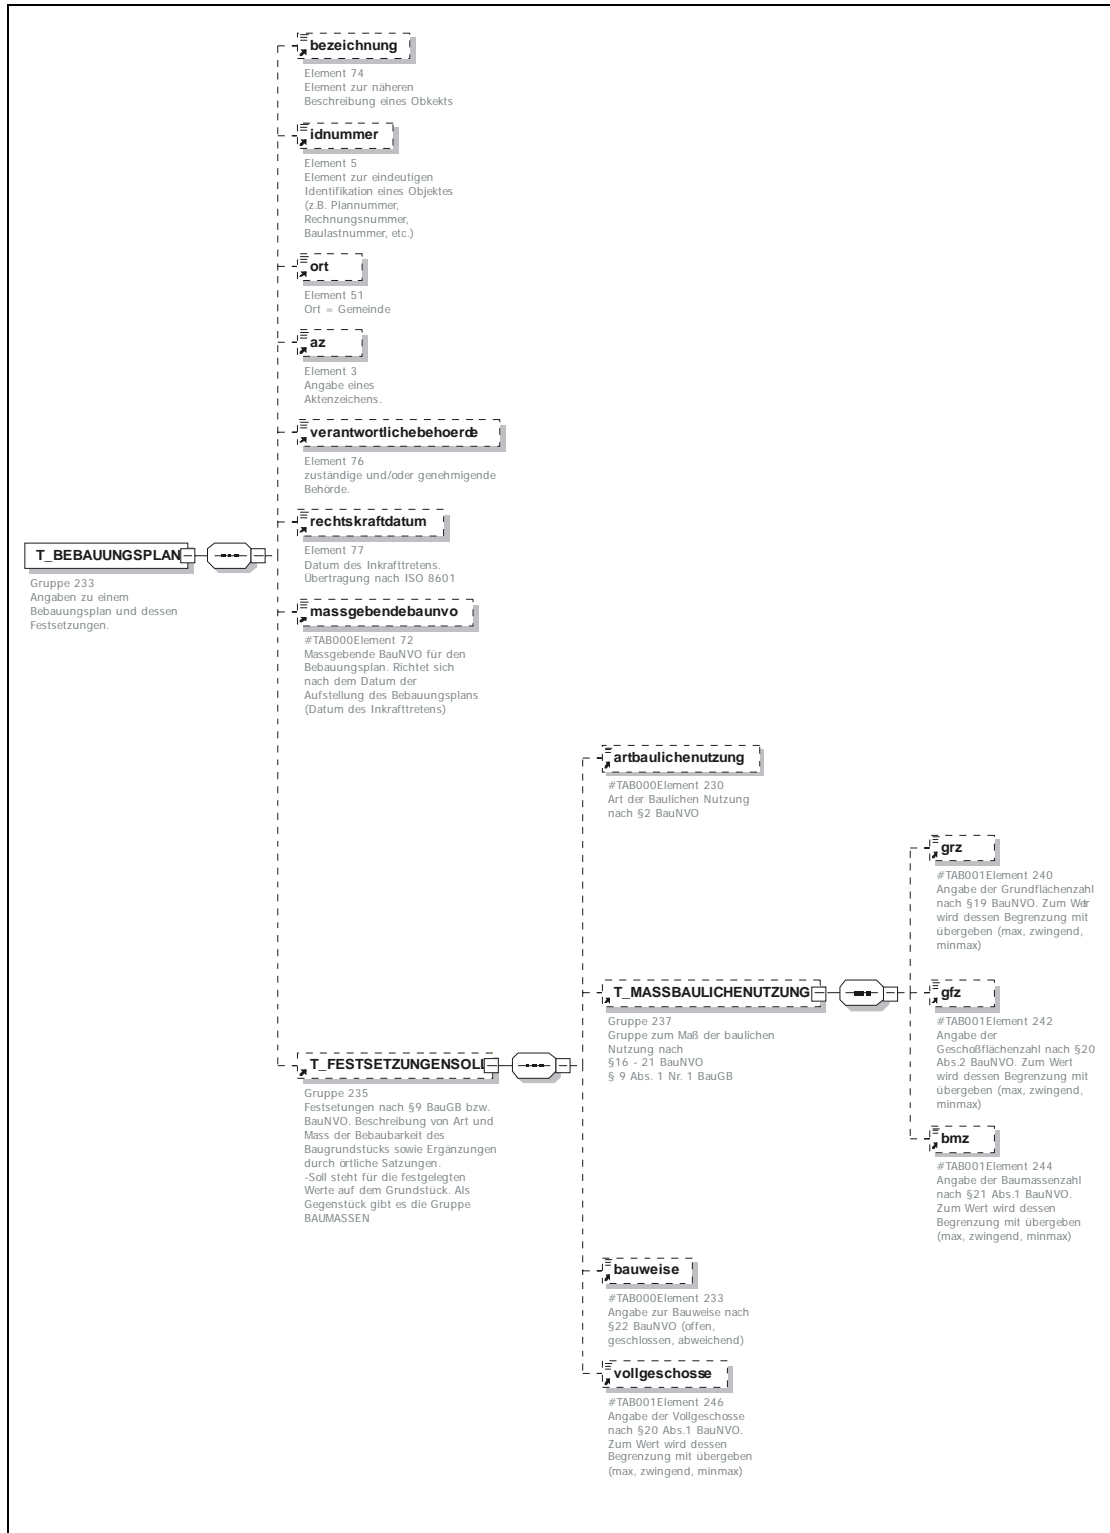 bezeichnung
Element 74
Element zur näheren
Beschreibung eines Obkekts
idnummer
Element 5
Element zur eindeutigen
Identifikation eines Objektes
(z.B. Plannummer,
Rechnungsnummer,
Baulastnummer, etc.)
ort
Element 51
Ort = Gemeinde
az
Element 3
Angabe eines
Aktenzeichens.
verantwortlichebehoerde
Element 76
zuständige und/oder genehmigende
Behörde.
rechtskraftdatum
Element 77
Datum des Inkrafttretens.
Übertragung nach ISO 8601
T_BEBAUUNGSPLAN
Gruppe 233
Angaben zu einem
Bebauungsplan und dessen
Festsetzungen.
massgebendebaunvo
#TAB000Element 72
Massgebende BauNVO für den
Bebauungsplan. Richtet sich
nach dem Datum der
Aufstellung des Bebauungsplans
(Datum des Inkrafttretens)
T_FESTSETZUNGENSOLL
Gruppe 235
Festsetungen nach §9 BauGB bzw.
BauNVO. Beschreibung von Art und
Mass der Bebaubarkeit des
Baugrundstücks sowie Ergänzungen
durch örtliche Satzungen.
-Soll steht für die festgelegten
Werte auf dem Grundstück. Als
Gegenstück gibt es die Gruppe
BAUMASSEN
artbaulichenutzung
#TAB000Element 230
Art der Baulichen Nutzung
nach §2 BauNVO
T_MASSBAULICHENUTZUNG
Gruppe 237
Gruppe zum Maß der baulichen
Nutzung nach
§16 - 21 BauNVO
§ 9 Abs. 1 Nr. 1 BauGB
grz
#TAB001Element 240
Angabe der Grundflächenzahl
nach §19 BauNVO. Zum Wert
wird dessen Begrenzung mit
übergeben (max, zwingend,
minmax)
gfz
#TAB001Element 242
Angabe der
Geschoßflächenzahl nach §20
Abs.2 BauNVO. Zum Wert
wird dessen Begrenzung mit
übergeben (max, zwingend,
minmax)
bmz
#TAB001Element 244
Angabe der Baumassenzahl
nach §21 Abs.1 BauNVO.
Zum Wert wird dessen
Begrenzung mit übergeben
(max, zwingend, minmax)
bauweise
#TAB000Element 233
Angabe zur Bauweise nach
§22 BauNVO (offen,
geschlossen, abweichend)
vollgeschosse
#TAB001Element 246
Angabe der Vollgeschosse
nach §20 Abs.1 BauNVO.
Zum Wert wird dessen
Begrenzung mit übergeben
(max, zwingend, minmax)